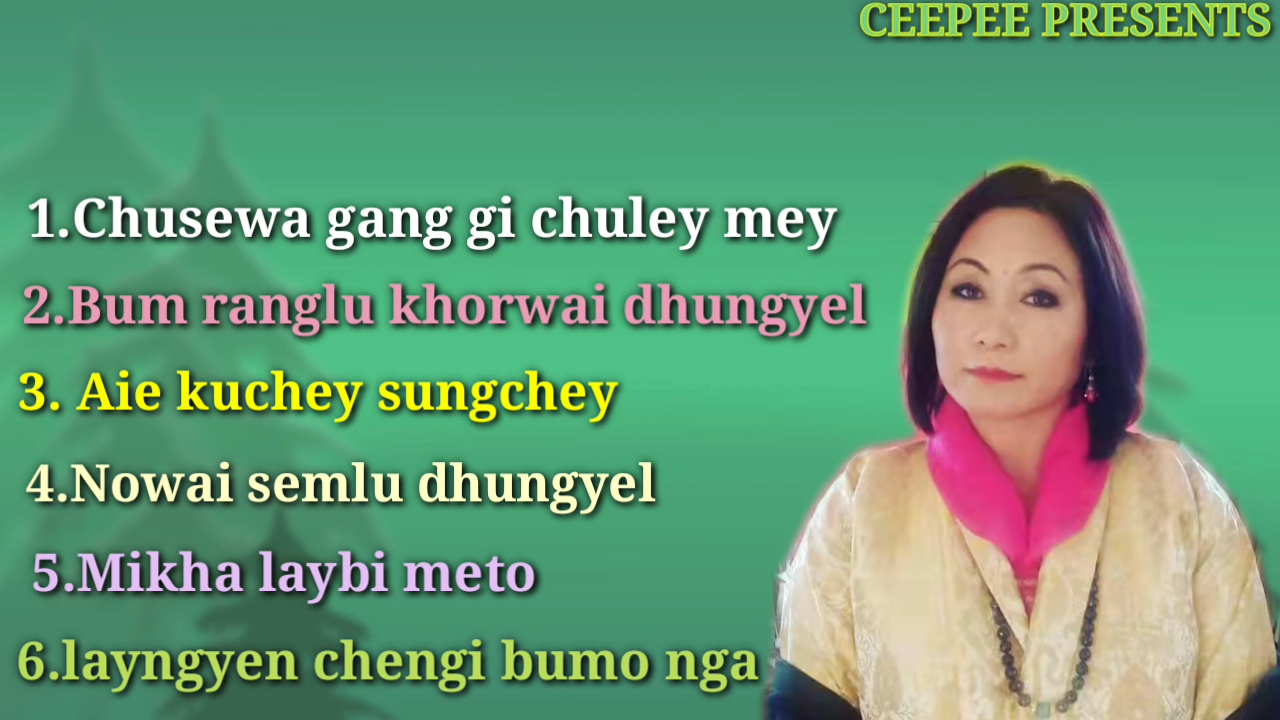 CEEPEE PRESENTS
1.Chusewa gang gi chuley mey
2.Bum ranglu khorwai dhungyel
3. Aie kuchey sungchey
4.Nowai semlu dhungyel
5.Mikha laybi meto
6.layngyen chengi bumo nga